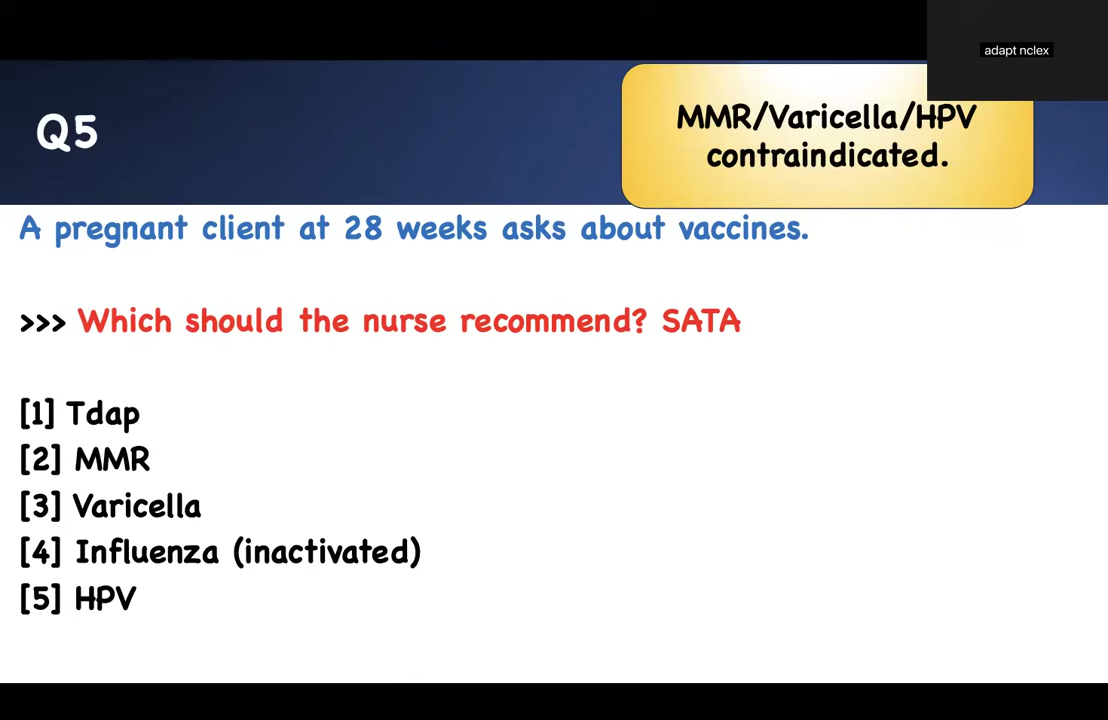 adapt nclex
Q5
MMR/Varicella/HPV
contraindicated.
A pregnant client at 28 weeks asks about vaccines.
>>> Which should the nurse recommend? SATA
[1] Tdap
[2] MMR
[3] Varicella
[4] Influenza (inactivated)
[5] HPV